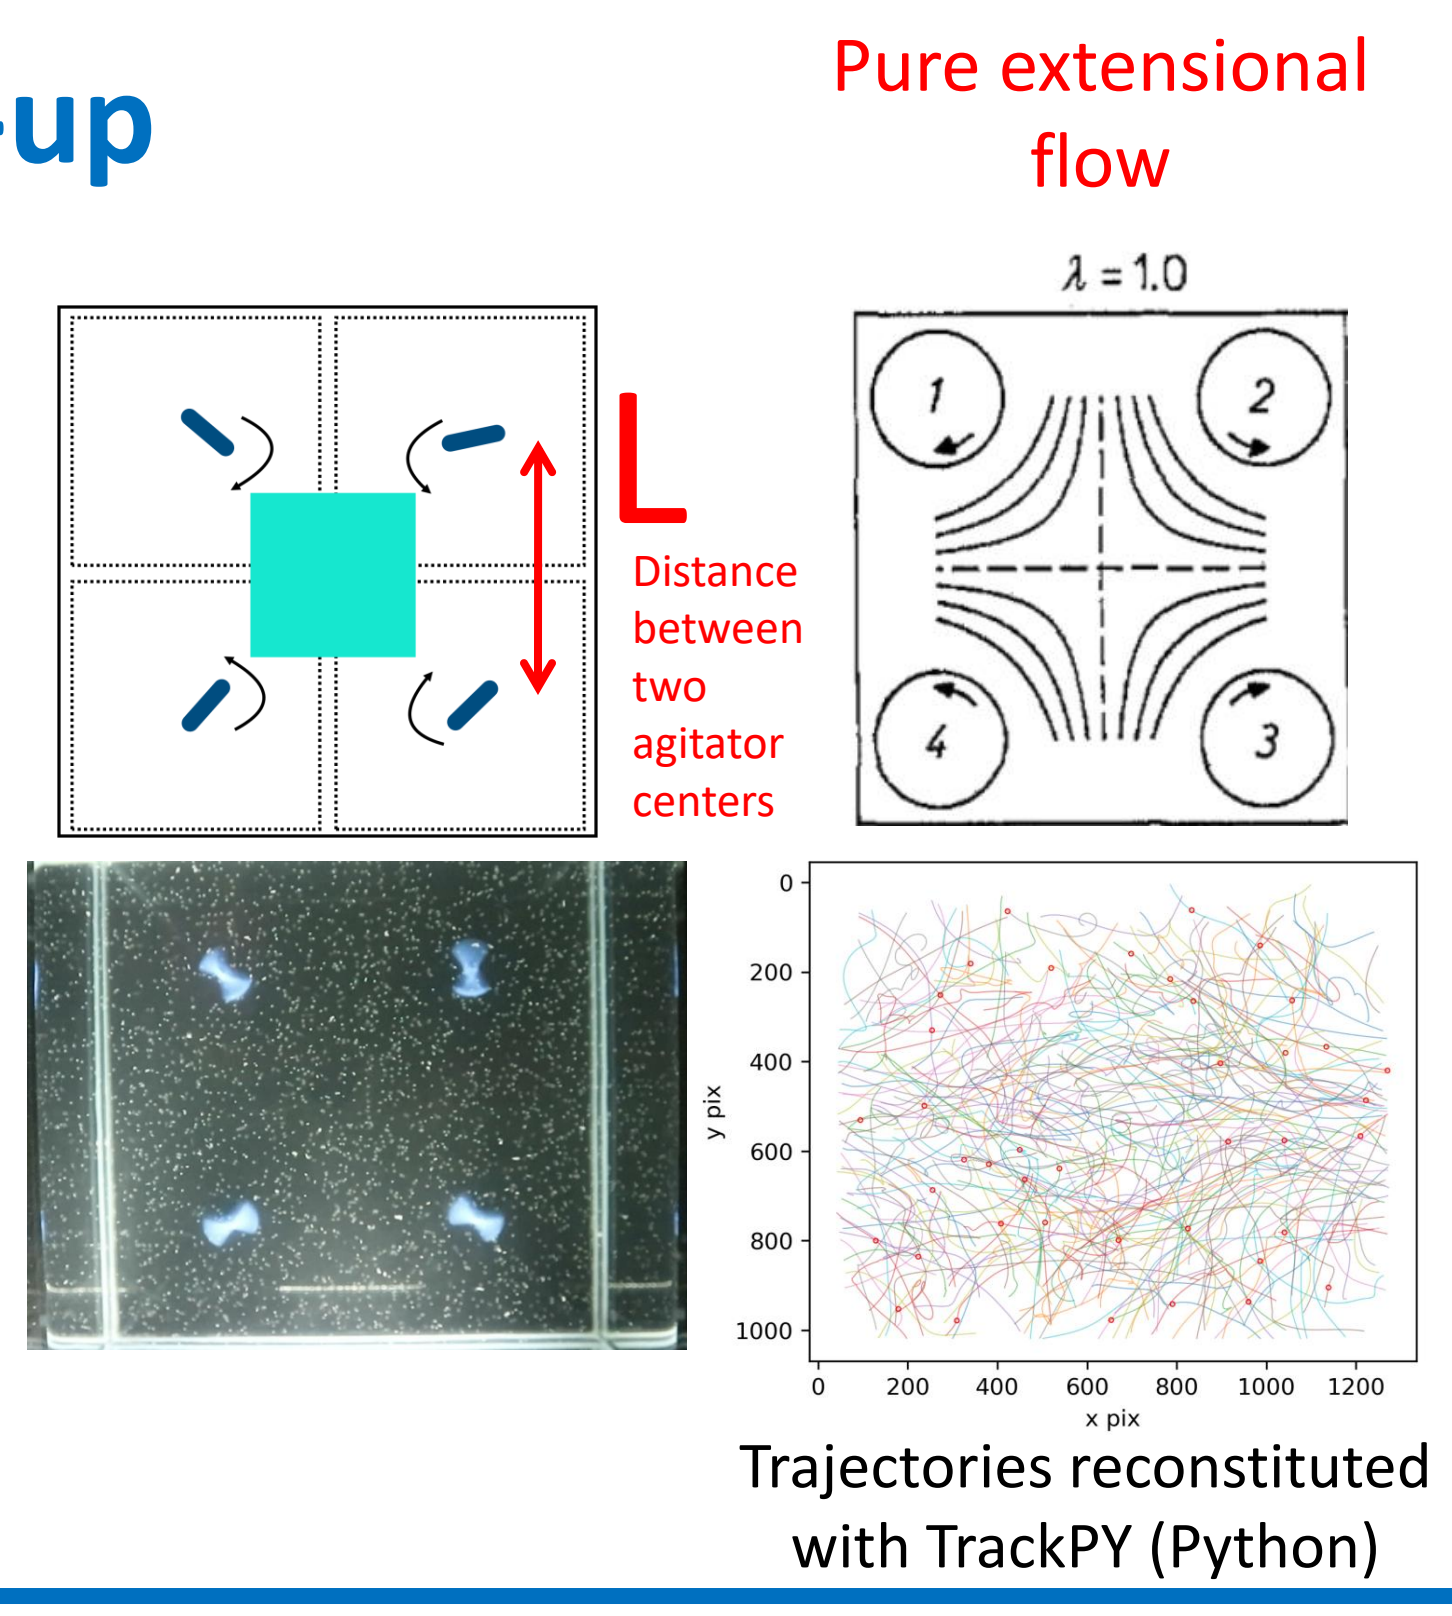 -up
Pure extensional
flow
λ = 1.0
1
2
4
3
L
Distance
between
two
agitator
centers
0
200
400
600
800
1000
y pix
0
200
400
600
800
1000
1200
x pix
Trajectories reconstituted
with TrackPY (Python)